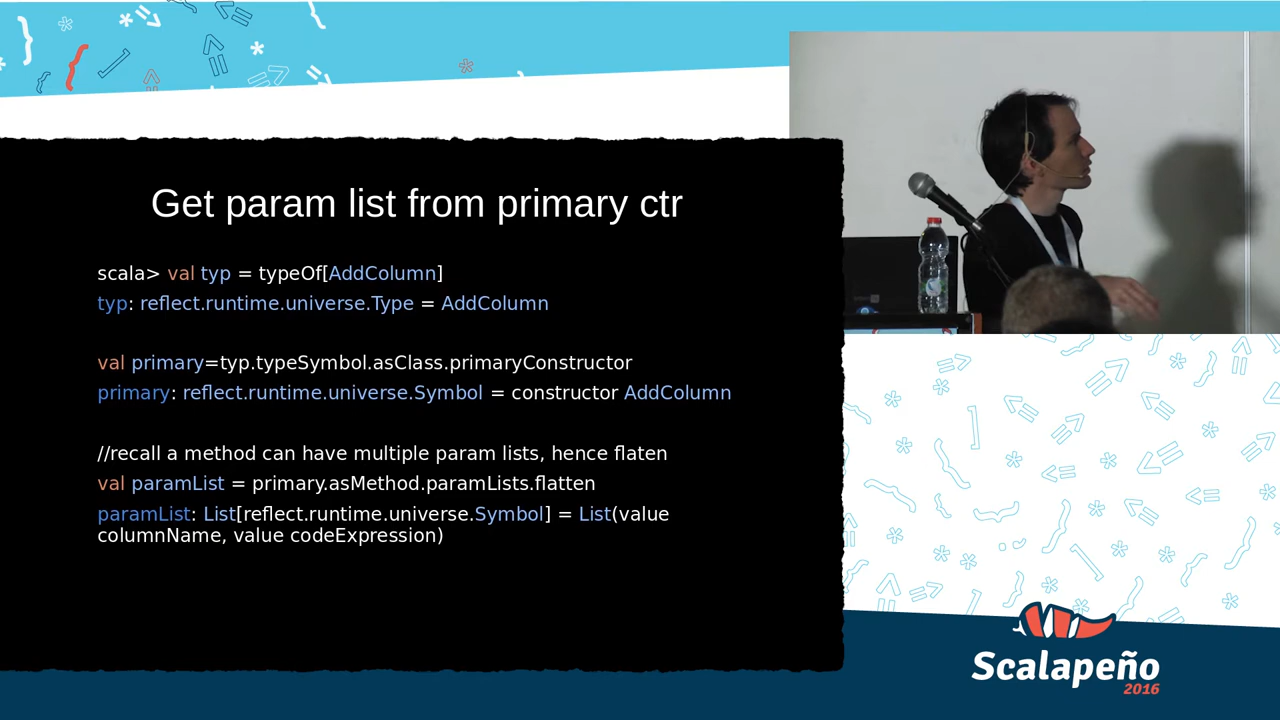 Get param list from primary ctr
scala> val typ = typeOf[AddColumn]
typ: reflect.runtime.universe.Type = AddColumn
val primary=typ.typeSymbol.asClass.primaryConstructor
primary: reflect.runtime.universe.Symbol = constructor AddColumn
//recall a method can have multiple param lists, hence flaten
val paramList = primary.asMethod.paramLists.flatten
paramList: List[reflect.runtime.universe.Symbol] = List(value
columnName, value codeExpression)
Scalapeño
2016